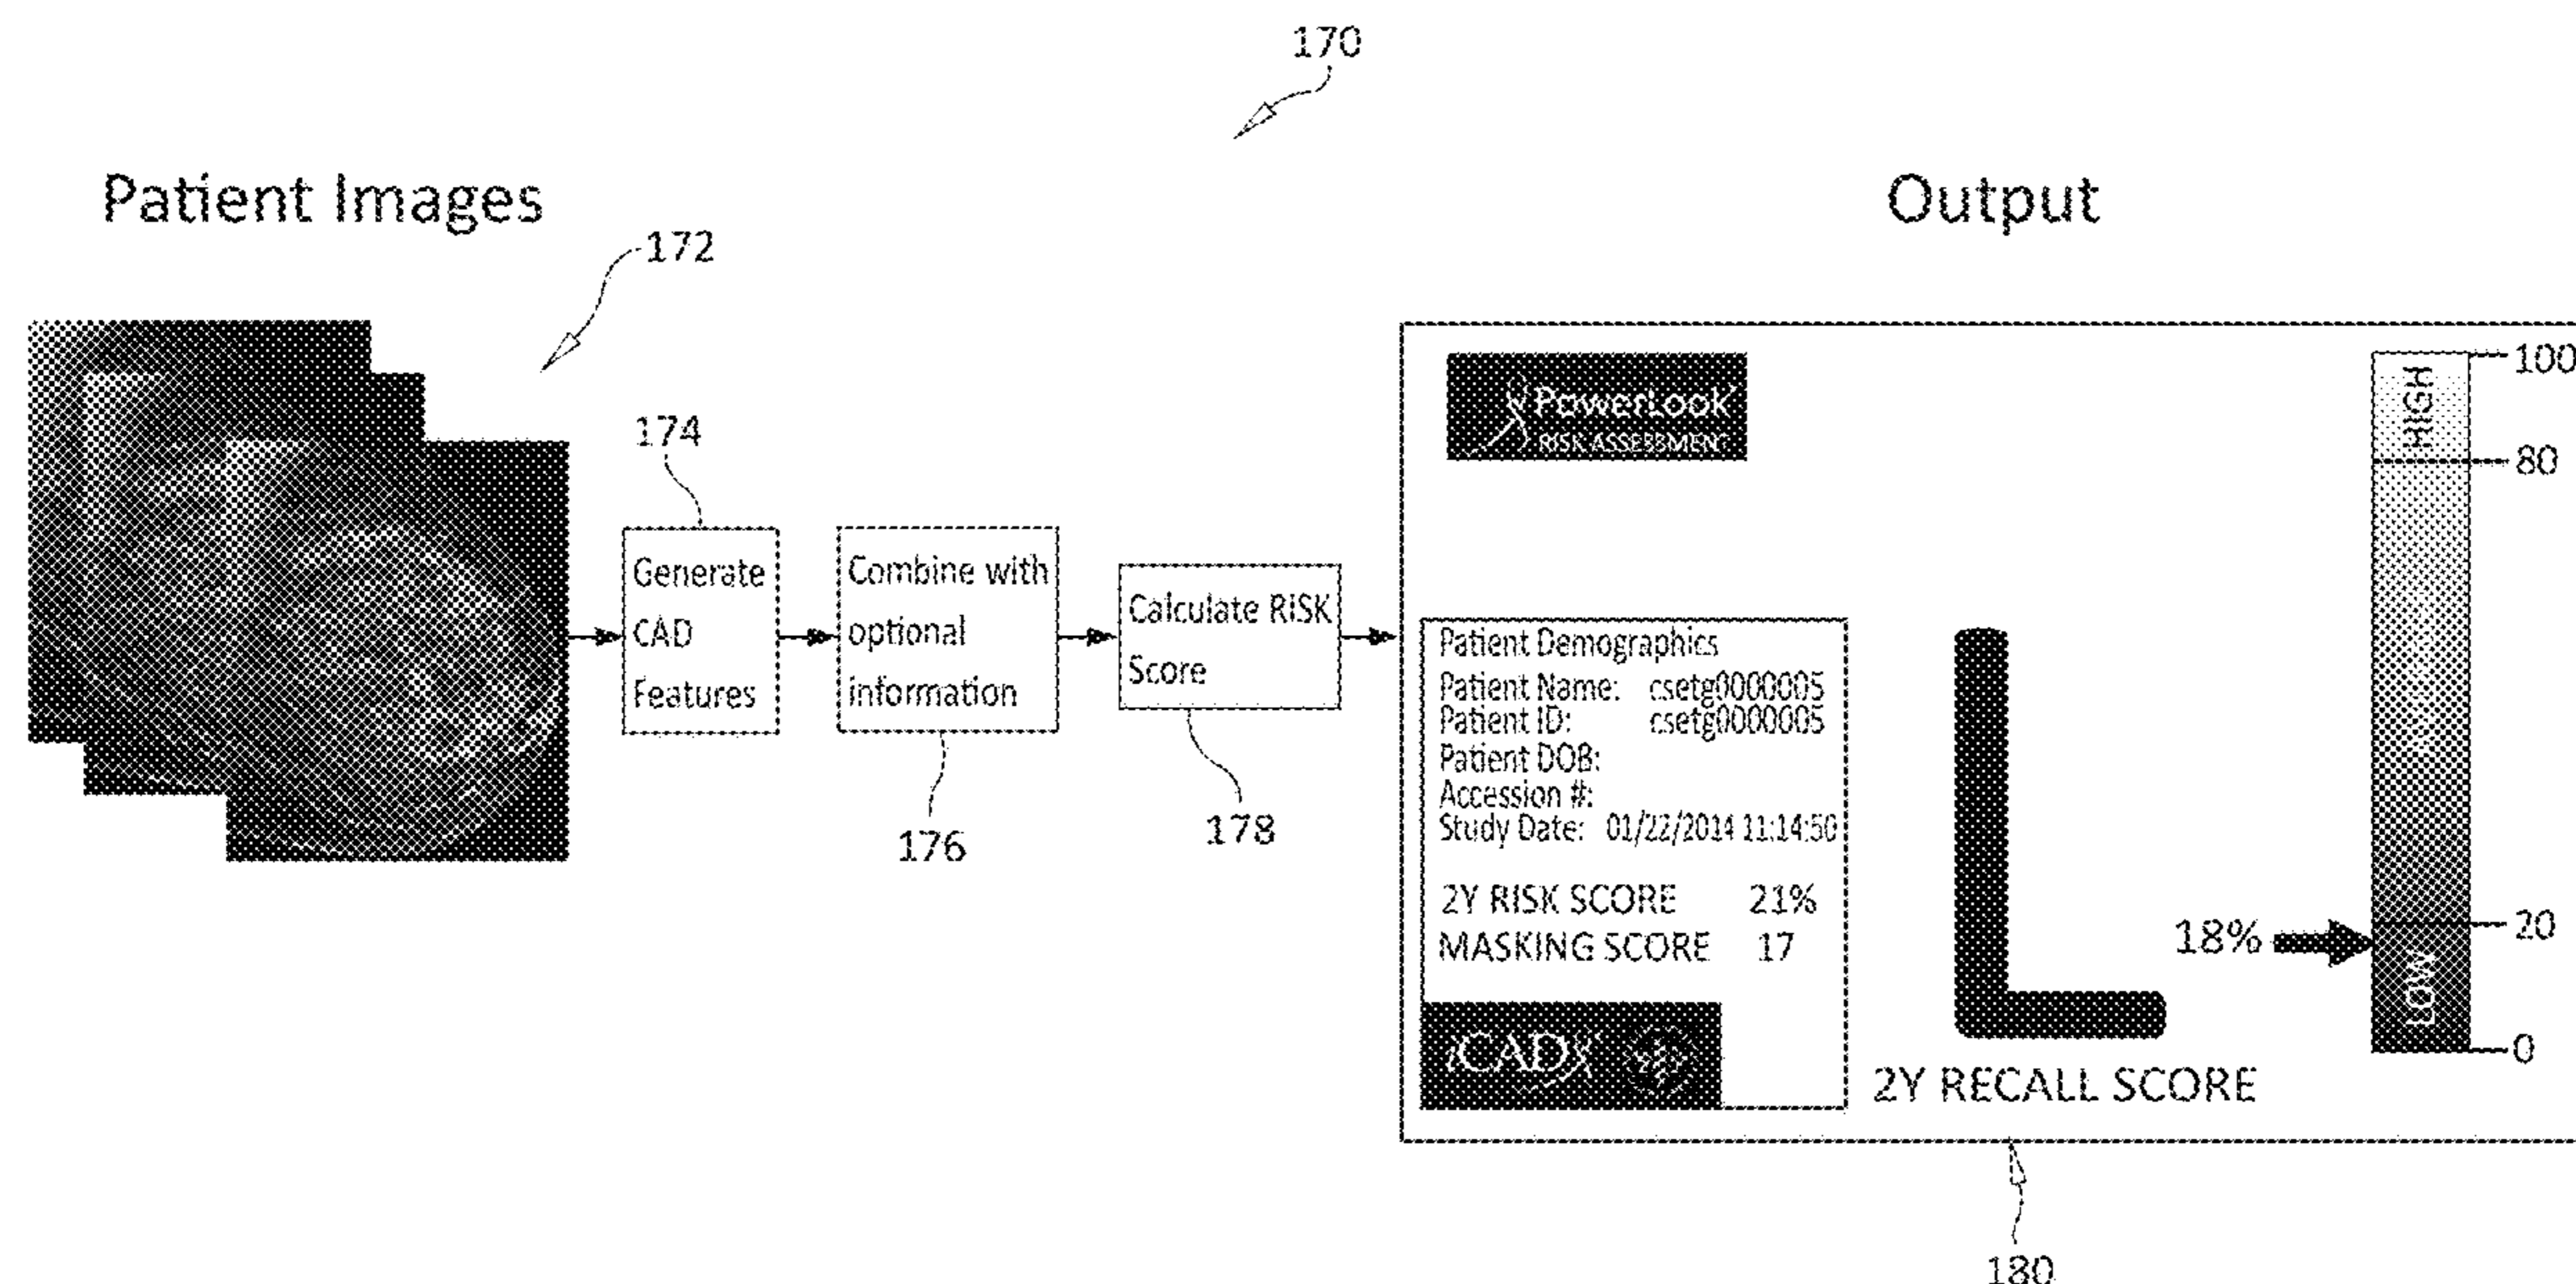 170
Patient Images
Output
172
174
Generate
CAD
Features
Combine with
optional
information
176
Calculate RISK
Score
178
PowerLook
RISK ASSESSMENT
Patient Demographics
Patient Name: csetg0000005
Patient ID: csetg0000005
Patient DOB:
Accession #:
Study Date: 01/22/2014 11:14:50
2Y RISK SCORE 21%
MASKING SCORE 17
iCAD
L
2Y RECALL SCORE
18%
HIGH
LOW
100
80
20
0
180